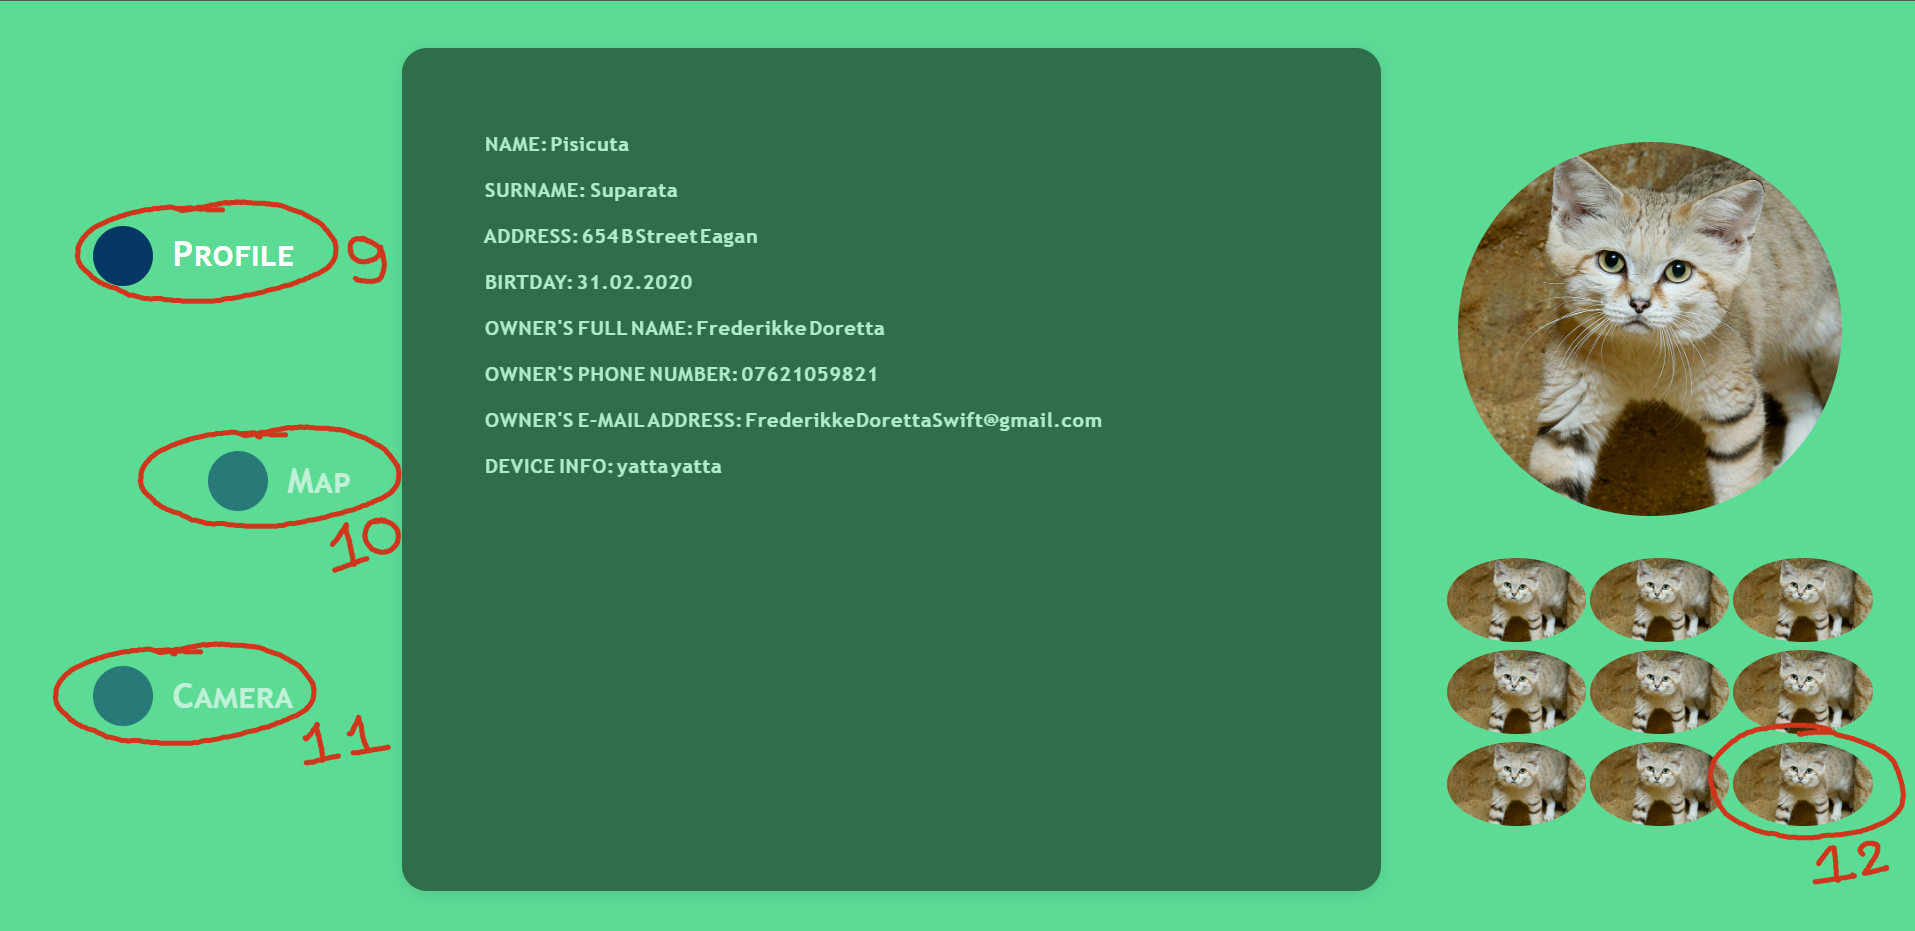 PROFILE
9
MAP
10
CAMERA
11
NAME: Pisicuta
SURNAME: Suparata
ADDRESS: 654 B Street Eagan
BIRTDAY: 31.02.2020
OWNER'S FULL NAME: Frederikke Doretta
OWNER'S PHONE NUMBER: 07621059821
OWNER'S E-MAIL ADDRESS: FrederikkeDorettaSwift@gmail.com
DEVICE INFO: yatta yatta
12